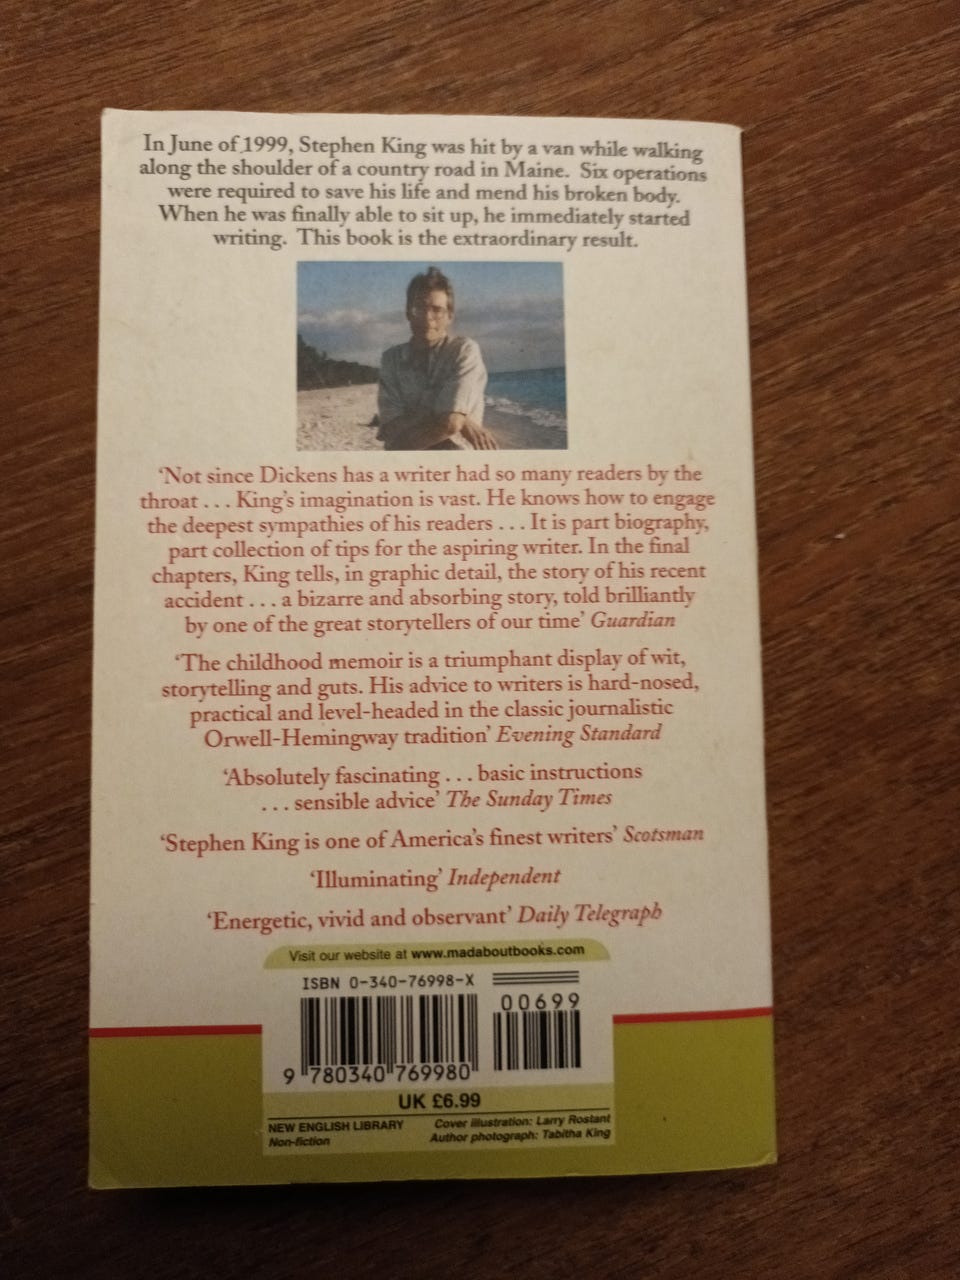 In June of 1999, Stephen King was hit by a van while walking
along the shoulder of a country road in Maine. Six operations
were required to save his life and mend his broken body.
When he was finally able to sit up, he immediately started
writing. This book is the extraordinary result.
‘Not since Dickens has a writer had so many readers by the
throat . . . King’s imagination is vast. He knows how to engage
the deepest sympathies of his readers . . . It is part biography,
part collection of tips for the aspiring writer. In the final
chapters, King tells, in graphic detail, the story of his recent
accident . . . a bizarre and absorbing story, told brilliantly
by one of the great storytellers of our time’ Guardian
‘The childhood memoir is a triumphant display of wit,
storytelling and guts. His advice to writers is hard-nosed,
practical and level-headed in the classic journalistic
Orwell-Hemingway tradition’ Evening Standard
‘Absolutely fascinating . . . basic instructions
. . . sensible advice’ The Sunday Times
‘Stephen King is one of America’s finest writers’ Scotsman
‘Illuminating’ Independent
‘Energetic, vivid and observant’ Daily Telegraph
Visit our website at www.madaboutbooks.com
ISBN 0-340-76998-X
00699
9 780340 769980
UK £6.99
NEW ENGLISH LIBRARY Cover illustration: Larry Rostant
Non-fiction Author photograph: Tabitha King